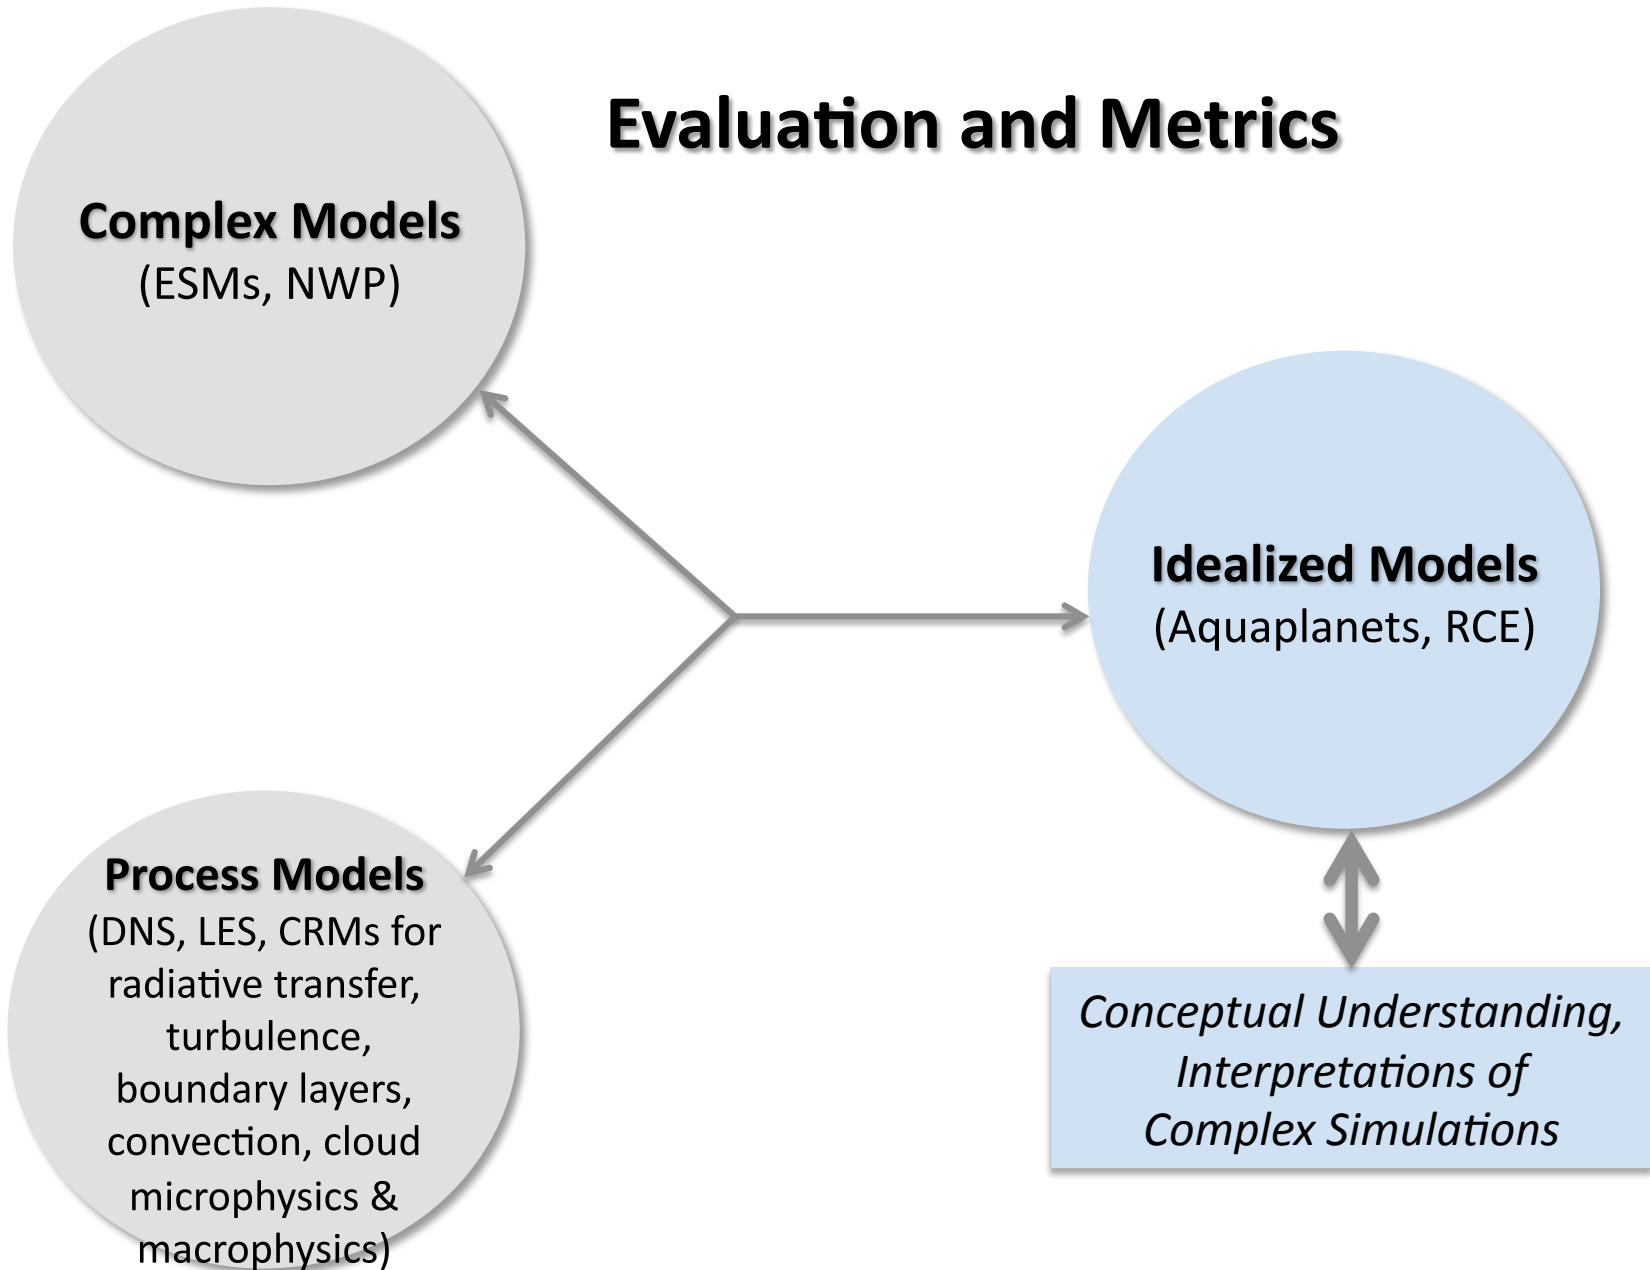 Evaluation and Metrics
Complex Models
(ESMs, NWP)
Idealized Models
(Aquaplanets, RCE)
Process Models
(DNS, LES, CRMs for
radiative transfer,
turbulence,
boundary layers,
convection, cloud
microphysics &
macrophysics)
Conceptual Understanding,
Interpretations of
Complex Simulations